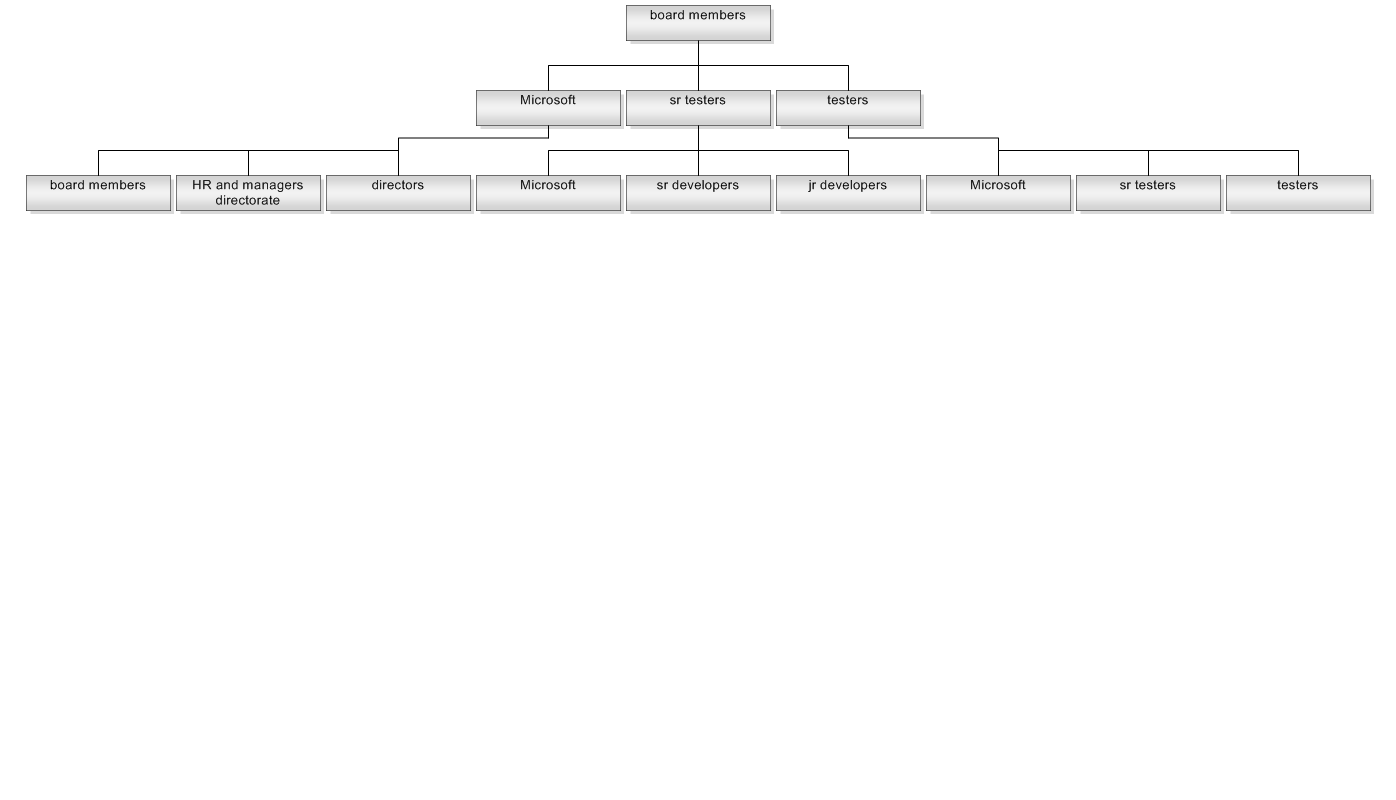 board members
Microsoft
sr testers
testers
board members
HR and managers
directorate
directors
Microsoft
sr developers
jr developers
Microsoft
sr testers
testers